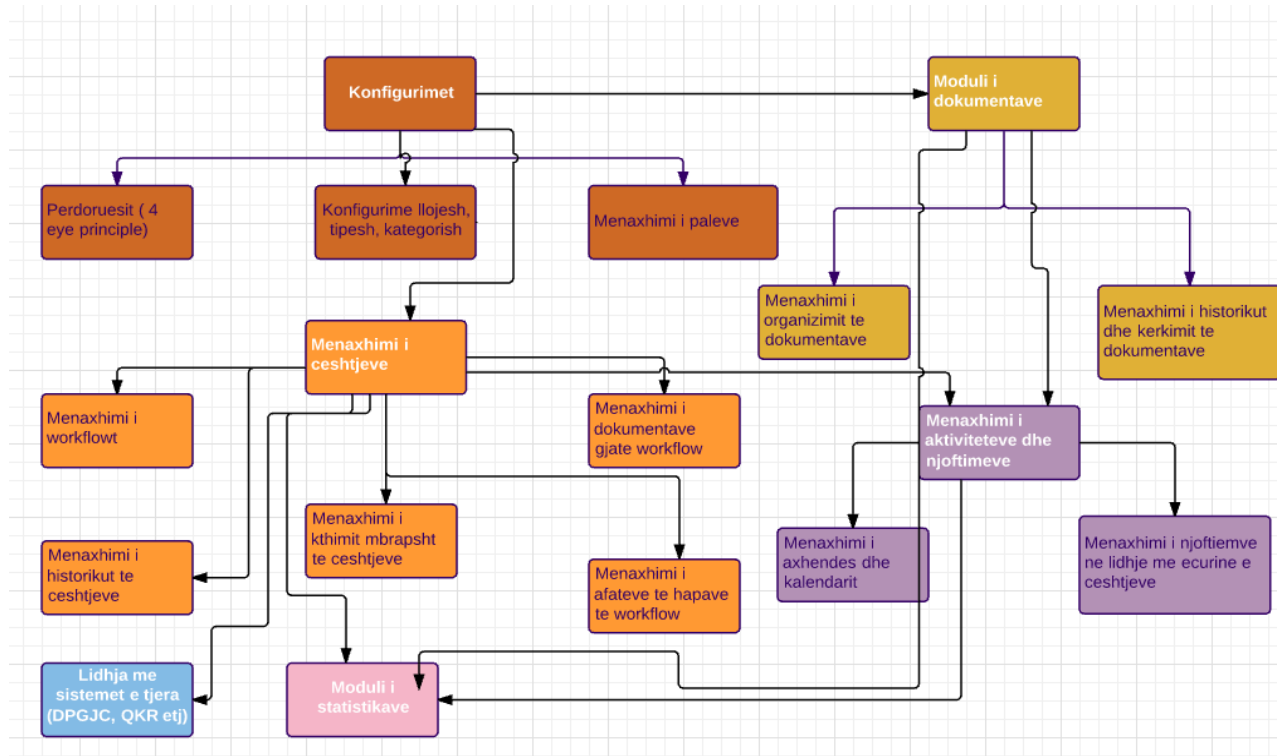 Konfigurimet
Moduli i
dokumentave
Perdoruesit ( 4
eye principle)
Konfigurime llojesh,
tipesh, kategorish
Menaxhimi i paleve
Menaxhimi i
organizimit te
dokumentave
Menaxhimi i historikut
dhe kerkimit te
dokumentave
Menaxhimi i
ceshtjeve
Menaxhimi i
workflowt
Menaxhimi i
dokumentave
gjate workflow
Menaxhimi i
aktiviteteve dhe
njoftimeve
Menaxhimi i
historikut te
ceshtjeve
Menaxhimi i
kthimit mbrapsht
te ceshtjeve
Menaxhimi i
afateve te hapave
te workflow
Menaxhimi i
axhendes dhe
kalendarit
Menaxhimi i njoftiemve
ne lidhje me ecurine e
ceshtjeve
Lidhja me
sistemet e tjera
(DPGJC, QKR etj)
Moduli i
statistikave